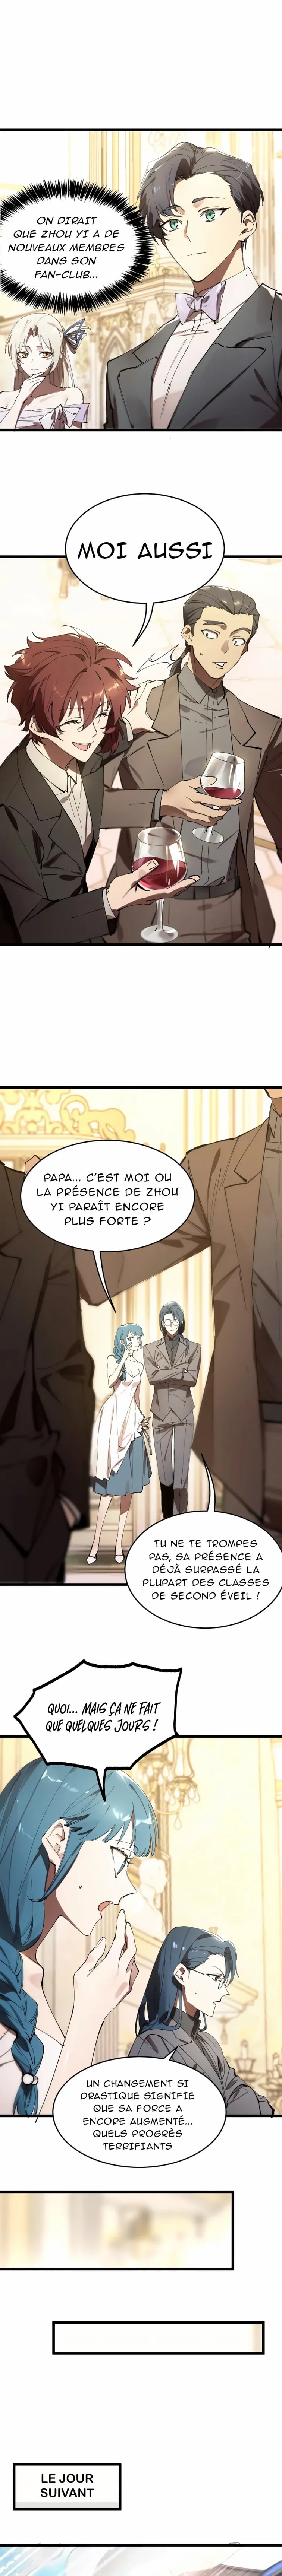 ON DIRAIT
QUE ZHOU YI A DE
NOUVEAUX MEMBRES
DANS SON
FAN-CLUB...
MOI AUSSI
PAPA... C'EST MOI OU
LA PRÉSENCE DE ZHOU
YI PARAÎT ENCORE
PLUS FORTE ?
TU NE TE TROMPES
PAS, SA PRÉSENCE A
DÉJÀ SURPASSÉ LA
PLUPART DES CLASSES
DE SECOND ÉVEIL !
QUOI... MAIS ÇA NE FAIT
QUE QUELQUES JOURS !
UN CHANGEMENT SI
DRASTIQUE SIGNIFIE
QUE SA FORCE A
ENCORE AUGMENTÉ...
QUELS PROGRÈS
TERRIFIANTS
LE JOUR
SUIVANT